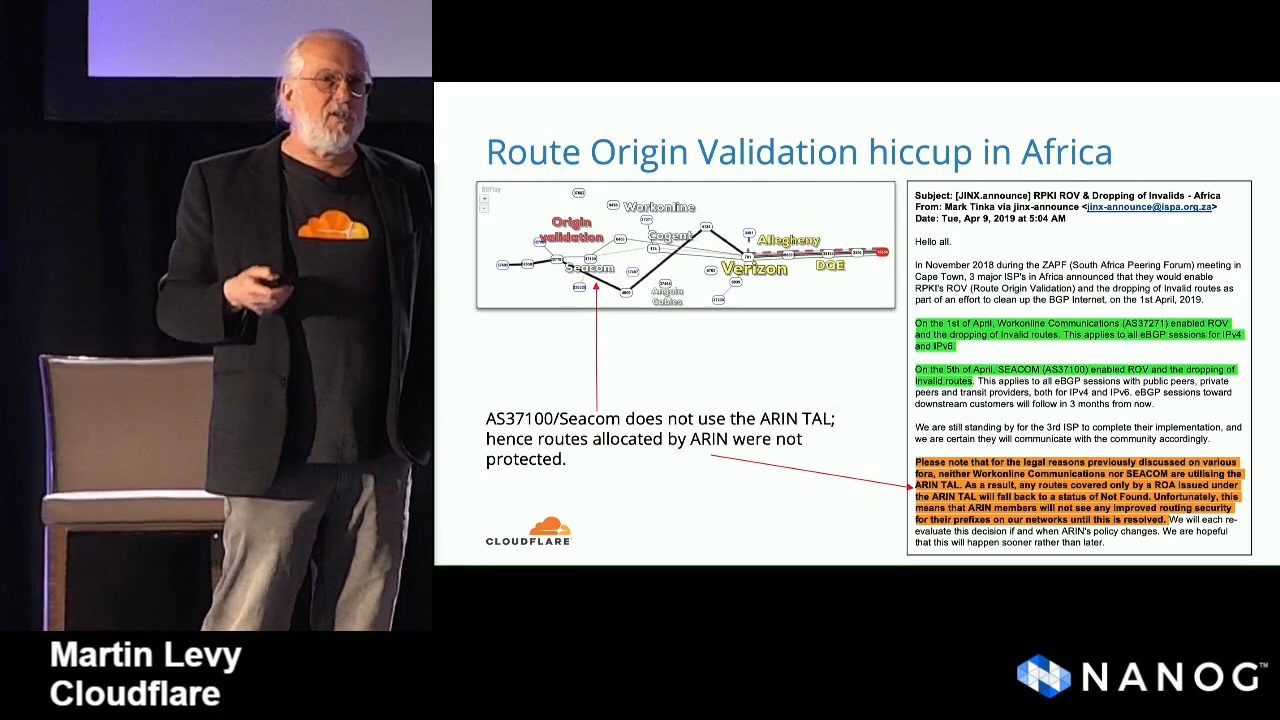 Route Origin Validation hiccup in Africa
BGPlay
Workonline
Origin
validation
Cogent
Allegheny
Seacom
Verizon
DQE
Angola
Cables
AS37100/Seacom does not use the ARIN TAL;
hence routes allocated by ARIN were not
protected.
CLOUDFLARE
Subject: [JINX.announce] RPKI ROV & Dropping of Invalids - Africa
From: Mark Tinka via jinx-announce <jinx-announce@ispa.org.za>
Date: Tue, Apr 9, 2019 at 5:04 AM
Hello all.
In November 2018 during the ZAPF (South Africa Peering Forum) meeting in
Cape Town, 3 major ISP's in Africa announced that they would enable
RPKI's ROV (Route Origin Validation) and the dropping of Invalid routes as
part of an effort to clean up the BGP Internet, on the 1st April, 2019.
On the 1st of April, Workonline Communications (AS37271) enabled ROV
and the dropping of Invalid routes. This applies to all eBGP sessions for IPv4
and IPv6.
On the 5th of April, SEACOM (AS37100) enabled ROV and the dropping of
Invalid routes. This applies to all eBGP sessions with public peers, private
peers and transit providers, both for IPv4 and IPv6. eBGP sessions toward
downstream customers will follow in 3 months from now.
We are still standing by for the 3rd ISP to complete their implementation, and
we are certain they will communicate with the community accordingly.
Please note that for the legal reasons previously discussed on various
fora, neither Workonline Communications nor SEACOM are utilising the
ARIN TAL. As a result, any routes covered only by a ROA issued under
the ARIN TAL will fall back to a status of Not Found. Unfortunately, this
means that ARIN members will not see any improved routing security
for their prefixes on our networks until this is resolved. We will each re-
evaluate this decision if and when ARIN's policy changes. We are hopeful
that this will happen sooner rather than later.
Martin Levy
Cloudflare
NANOG™